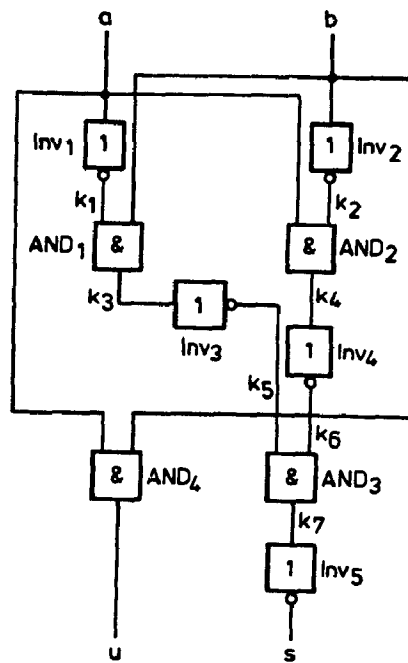 a b
Inv1 1 1 Inv2
k1 k2
AND1 & & AND2
k3 k4
1 1 Inv4
Inv3
k5 k6
& AND4 & AND3
k7
1 Inv5
u s